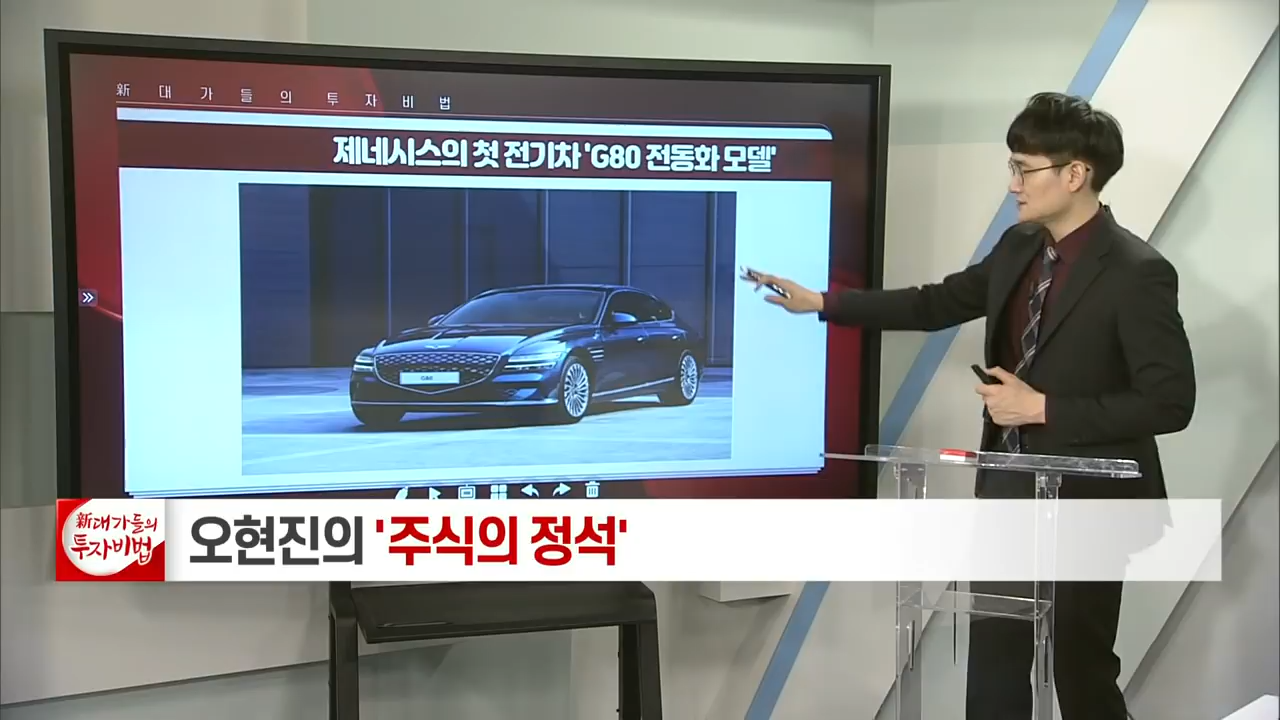 新 대가들의 투자비법
제네시스의 첫 전기차 'G80 전동화 모델'
G80
新대가들의
투자비법
오현진의 '주식의 정석'